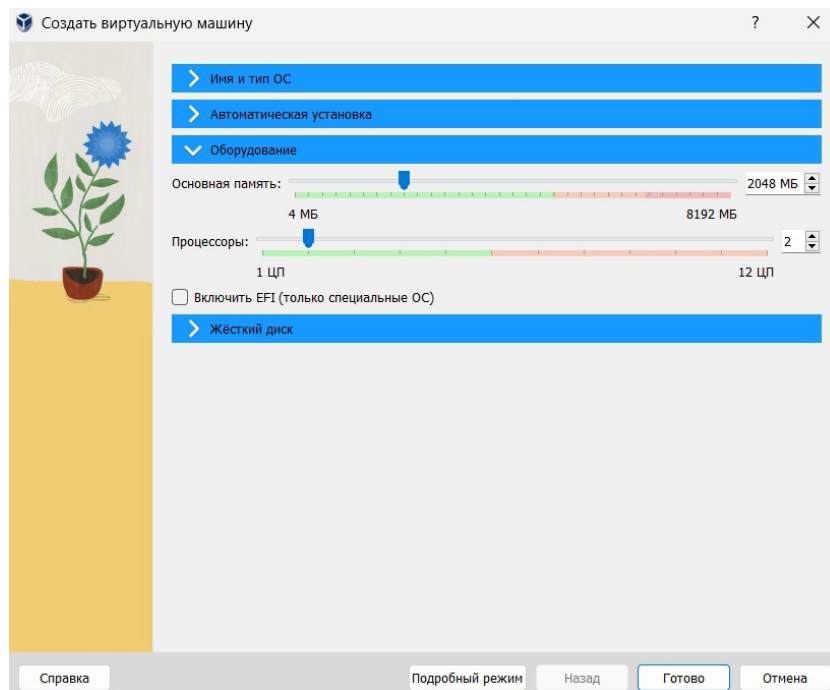 Создать виртуальную машину ? ×
Имя и тип ОС
Автоматическая установка
Оборудование
Основная память: 2048 МБ
4 МБ 8192 МБ
Процессоры: 2
1 ЦП 12 ЦП
Включить EFI (только специальные ОС)
Жёсткий диск
Справка Подробный режим Назад Готово Отмена